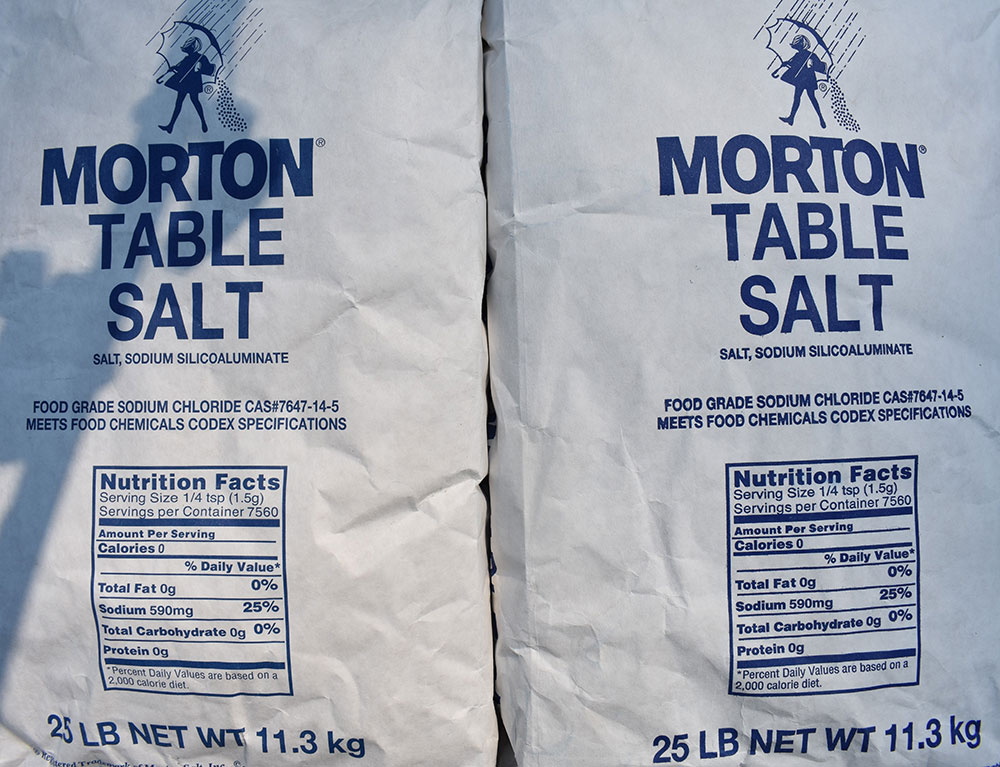 MORTON®
TABLE
SALT
SALT, SODIUM SILICOALUMINATE
FOOD GRADE SODIUM CHLORIDE CAS#7647-14-5
MEETS FOOD CHEMICALS CODEX SPECIFICATIONS
Nutrition Facts
Serving Size 1/4 tsp (1.5g)
Servings per Container 7560
Amount Per Serving
Calories 0
% Daily Value*
Total Fat 0g 0%
Sodium 590mg 25%
Total Carbohydrate 0g 0%
Protein 0g
*Percent Daily Values are based on a
2,000 calorie diet.
25 LB NET WT 11.3 kg
MORTON®
TABLE
SALT
SALT, SODIUM SILICOALUMINATE
FOOD GRADE SODIUM CHLORIDE CAS#7647-14-5
MEETS FOOD CHEMICALS CODEX SPECIFICATIONS
Nutrition Facts
Serving Size 1/4 tsp (1.5g)
Servings per Container 7560
Amount Per Serving
Calories 0
% Daily Value*
Total Fat 0g 0%
Sodium 590mg 25%
Total Carbohydrate 0g 0%
Protein 0g
*Percent Daily Values are based on a
2,000 calorie diet.
25 LB NET WT 11.3 kg